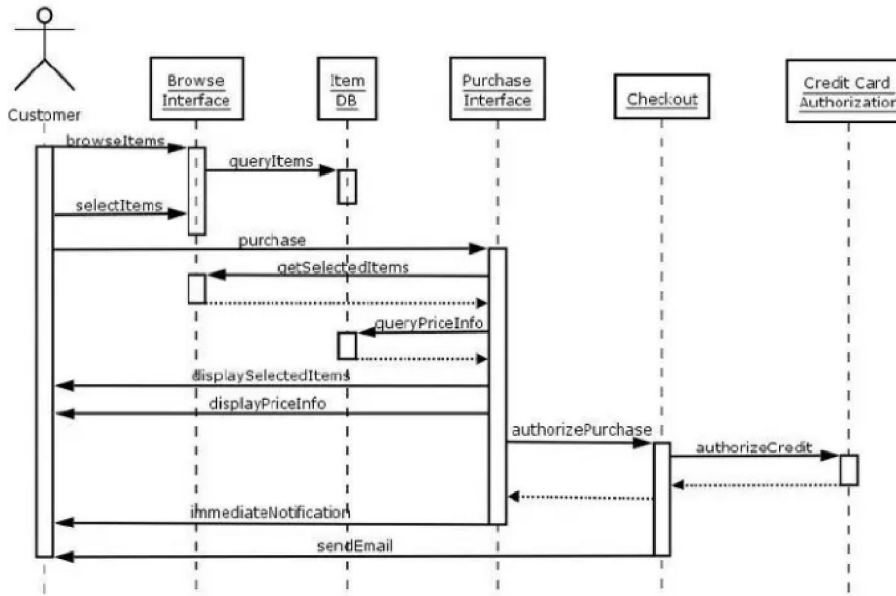 Browse
Interface
Item
DB
Purchase
Interface
Checkout
Credit Card
Authorization
Customer
browseItems
queryItems
selectItems
purchase
getSelectedItems
queryPriceInfo
displaySelectedItems
displayPriceInfo
authorizePurchase
authorizeCredit
immediateNotification
sendEmail